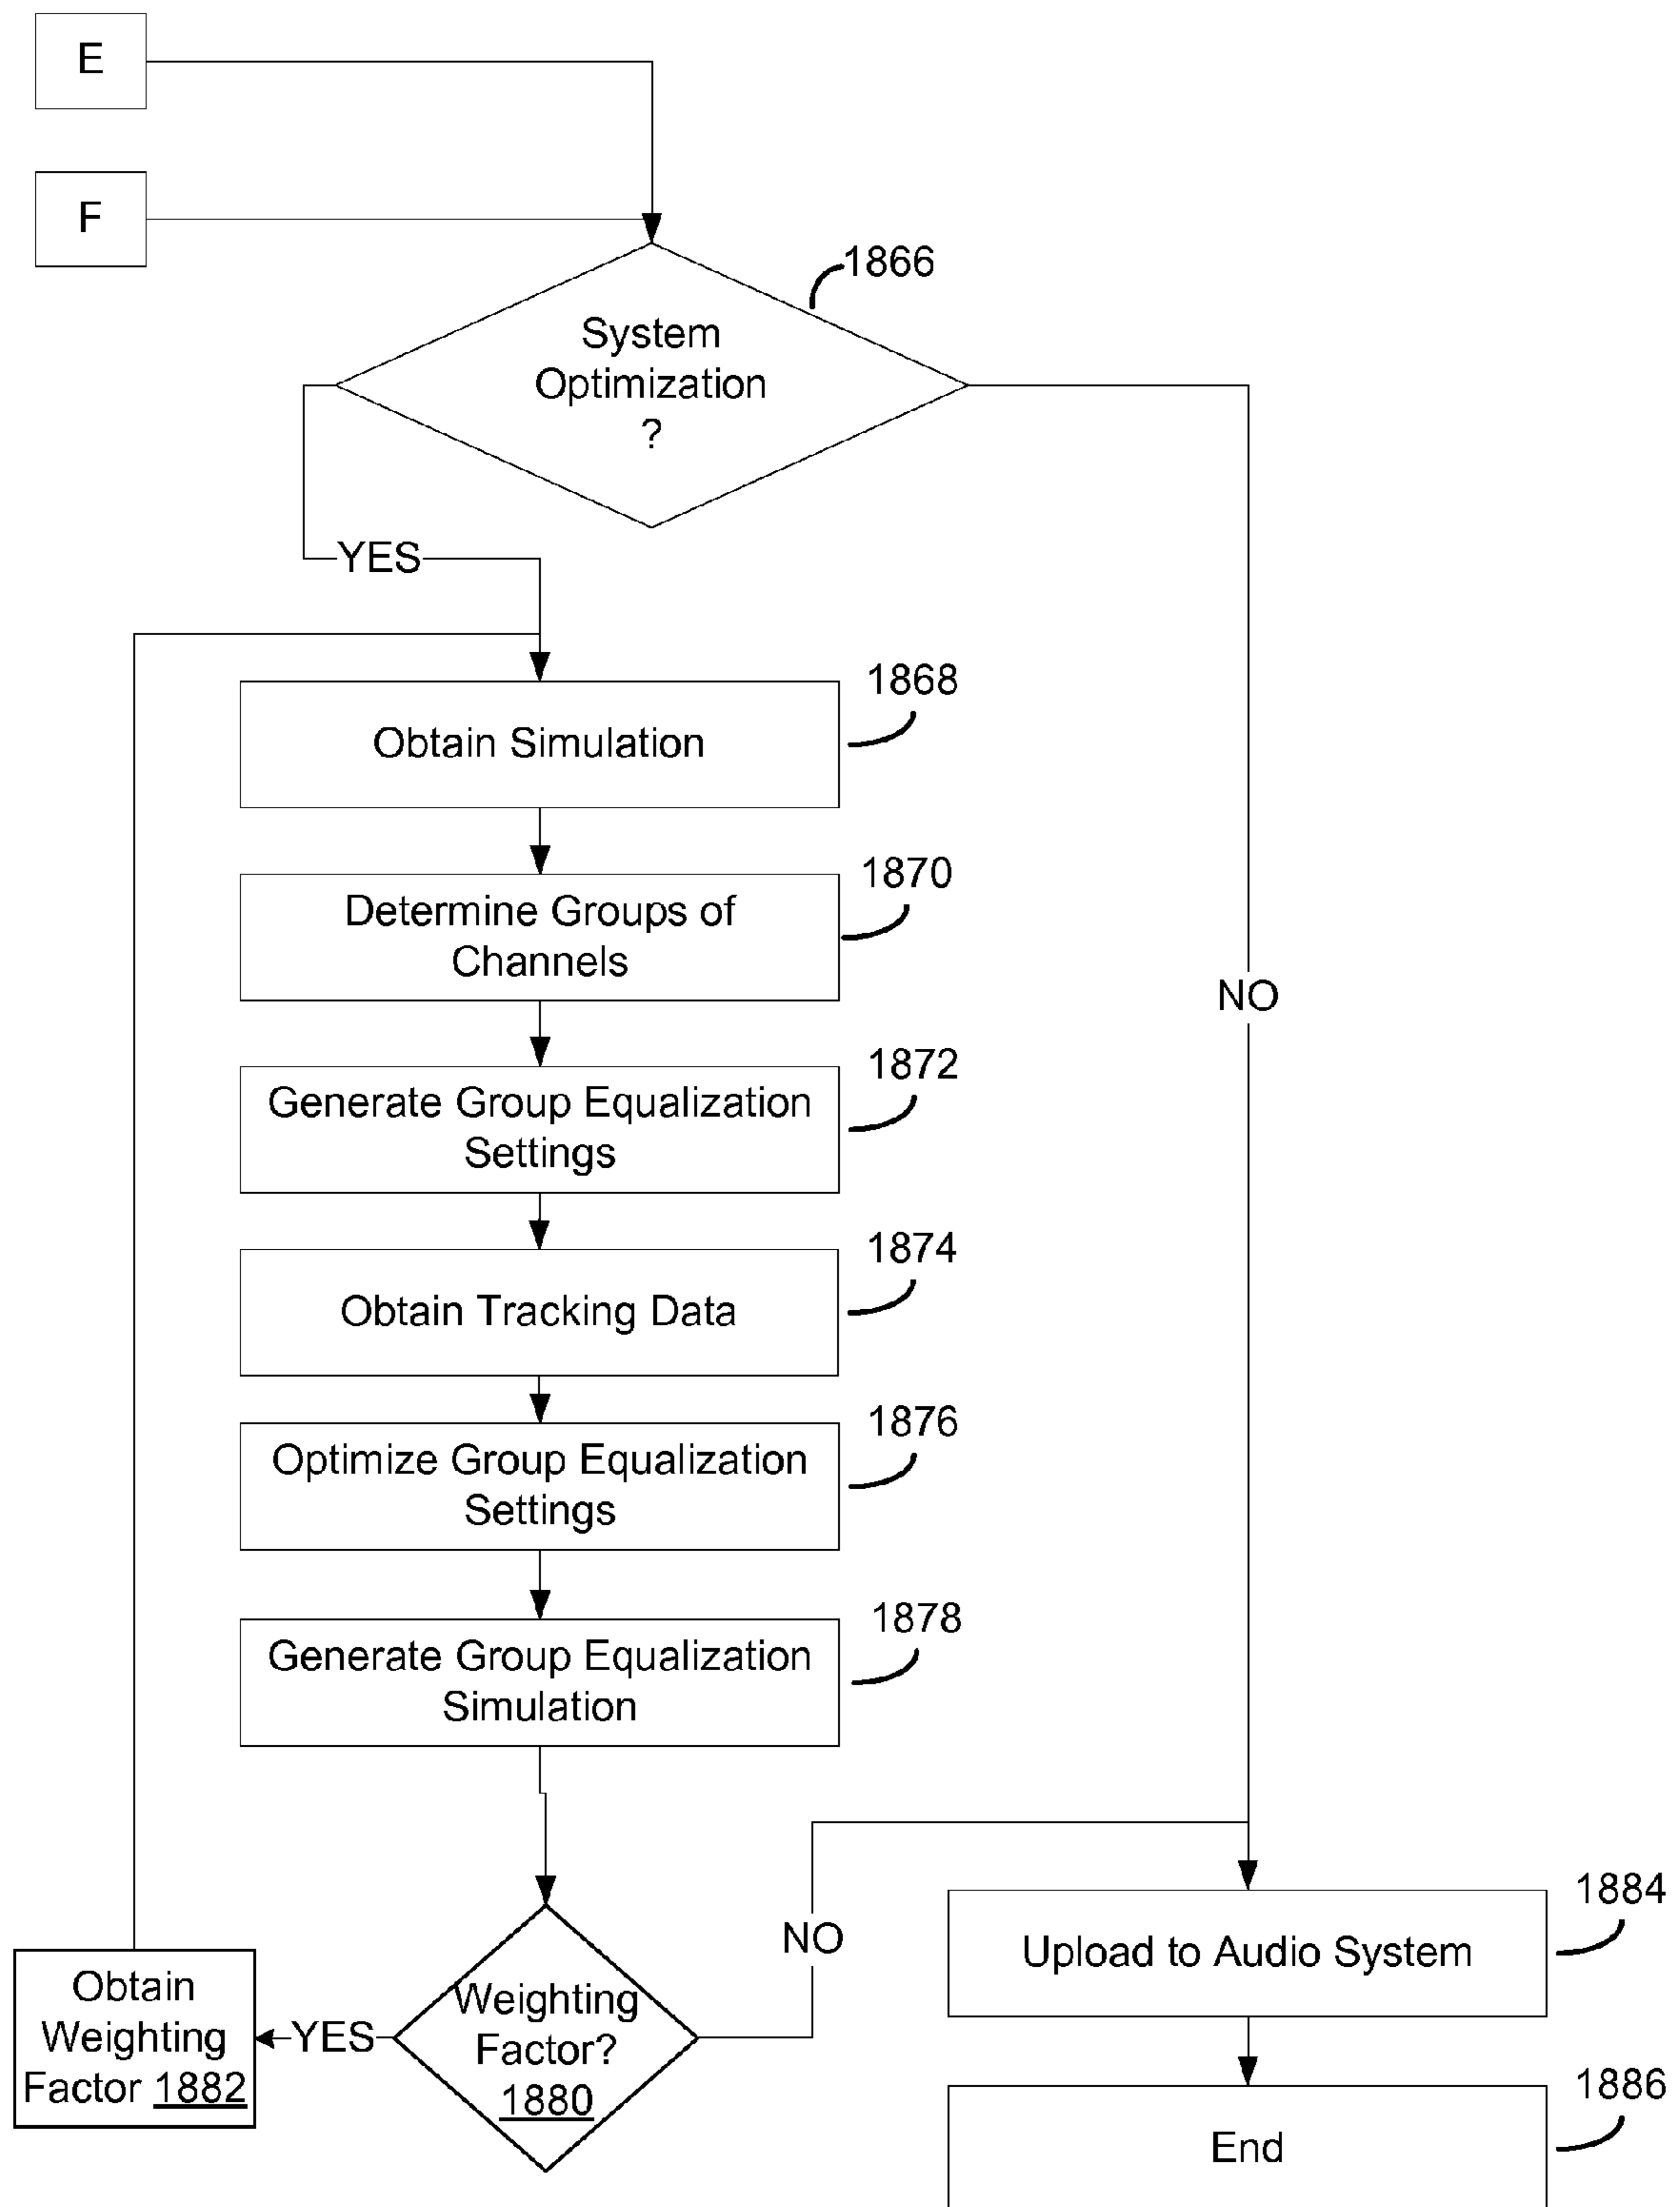 E
F
1866
System
Optimization
?
YES
1868
Obtain Simulation
1870
Determine Groups of
Channels
NO
1872
Generate Group Equalization
Settings
1874
Obtain Tracking Data
1876
Optimize Group Equalization
Settings
1878
Generate Group Equalization
Simulation
1884
NO
Upload to Audio System
Obtain
Weighting
Factor 1882
YES
Weighting
Factor?
1880
1886
End